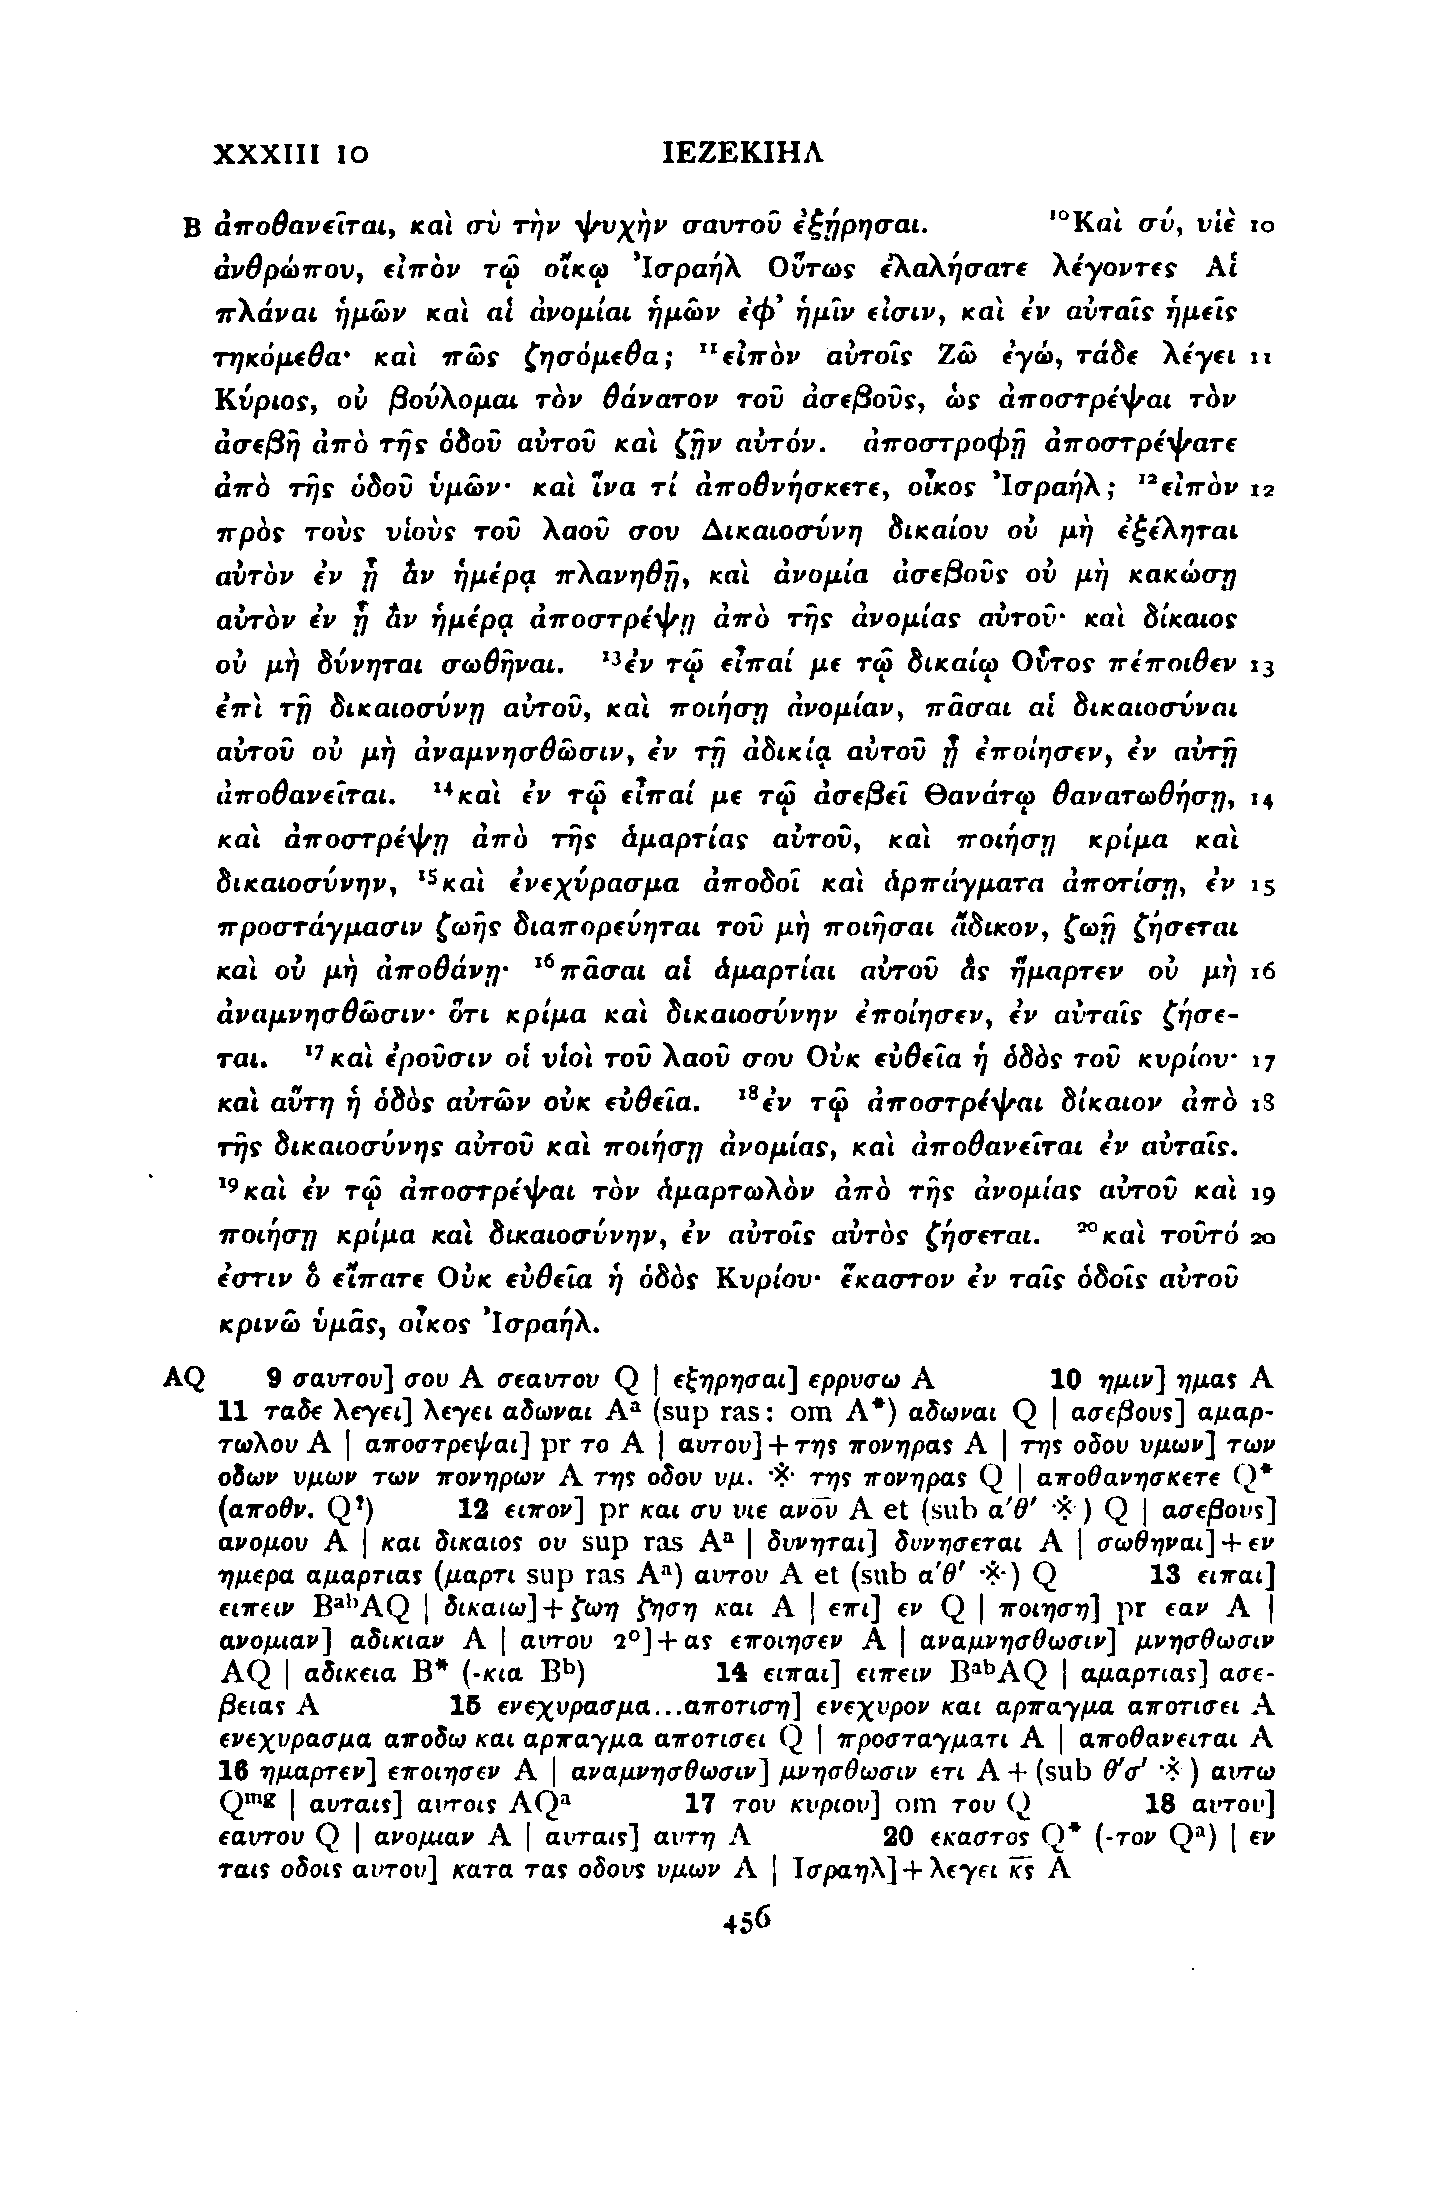 XXXIII 10 ΙΕΖΕΚΙΗΛ
B ἀποθανεῖται, καὶ σὺ τὴν ψυχὴν σαυτοῦ ἐξῄρησαι. ¹⁰Καὶ σύ, υἱὲ 10
ἀνθρώπου, εἰπὸν τῷ οἴκῳ Ἰσραήλ Οὕτως ἐλαλήσατε λέγοντες Αἱ
πλάναι ἡμῶν καὶ αἱ ἀνομίαι ἡμῶν ἐφ᾽ ἡμῖν εἰσιν, καὶ ἐν αὐταῖς ἡμεῖς
τηκόμεθα· καὶ πῶς ζησόμεθα; ¹¹εἰπὸν αὐτοῖς Ζῶ ἐγώ, τάδε λέγει 11
Κύριος, οὐ βούλομαι τὸν θάνατον τοῦ ἀσεβοῦς, ὡς ἀποστρέψαι τὸν
ἀσεβῆ ἀπὸ τῆς ὁδοῦ αὐτοῦ καὶ ζῇν αὐτόν. ἀποστροφῇ ἀποστρέψατε
ἀπὸ τῆς ὁδοῦ ὑμῶν· καὶ ἵνα τί ἀποθνήσκετε, οἶκος Ἰσραήλ; ¹²εἰπὸν 12
πρὸς τοὺς υἱοὺς τοῦ λαοῦ σου Δικαιοσύνη δικαίου οὐ μὴ ἐξέληται
αὐτὸν ἐν ᾗ ἂν ἡμέρᾳ πλανηθῇ, καὶ ἀνομία ἀσεβοῦς οὐ μὴ κακώσῃ
αὐτὸν ἐν ᾗ ἂν ἡμέρᾳ ἀποστρέψῃ ἀπὸ τῆς ἀνομίας αὐτοῦ· καὶ δίκαιος
οὐ μὴ δύνηται σωθῆναι. ¹³ἐν τῷ εἶπαί με τῷ δικαίῳ Οὗτος πέποιθεν 13
ἐπὶ τῇ δικαιοσύνῃ αὐτοῦ, καὶ ποιήσῃ ἀνομίαν, πᾶσαι αἱ δικαιοσύναι
αὐτοῦ οὐ μὴ ἀναμνησθῶσιν, ἐν τῇ ἀδικίᾳ αὐτοῦ ᾗ ἐποίησεν, ἐν αὐτῇ
ἀποθανεῖται. ¹⁴καὶ ἐν τῷ εἶπαί με τῷ ἀσεβεῖ Θανάτῳ θανατωθήσῃ, 14
καὶ ἀποστρέψῃ ἀπὸ τῆς ἁμαρτίας αὐτοῦ, καὶ ποιήσῃ κρίμα καὶ
δικαιοσύνην, ¹⁵καὶ ἐνεχύρασμα ἀποδοῖ καὶ ἁρπάγματα ἀποτίσῃ, ἐν 15
προστάγμασιν ζωῆς διαπορεύηται τοῦ μὴ ποιῆσαι ἄδικον, ζωῇ ζήσεται
καὶ οὐ μὴ ἀποθάνῃ· ¹⁶πᾶσαι αἱ ἁμαρτίαι αὐτοῦ ἃς ἥμαρτεν οὐ μὴ 16
ἀναμνησθῶσιν· ὅτι κρίμα καὶ δικαιοσύνην ἐποίησεν, ἐν αὐταῖς ζήσε-
ται. ¹⁷καὶ ἐροῦσιν οἱ υἱοὶ τοῦ λαοῦ σου Οὐκ εὐθεῖα ἡ ὁδὸς τοῦ κυρίου· 17
καὶ αὕτη ἡ ὁδὸς αὐτῶν οὐκ εὐθεῖα. ¹⁸ἐν τῷ ἀποστρέψαι δίκαιον ἀπὸ 18
τῆς δικαιοσύνης αὐτοῦ καὶ ποιήσῃ ἀνομίας, καὶ ἀποθανεῖται ἐν αὐταῖς.
¹⁹καὶ ἐν τῷ ἀποστρέψαι τὸν ἁμαρτωλὸν ἀπὸ τῆς ἀνομίας αὐτοῦ καὶ 19
ποιήσῃ κρίμα καὶ δικαιοσύνην, ἐν αὐτοῖς αὐτὸς ζήσεται. ²⁰καὶ τοῦτό 20
ἐστιν ὃ εἴπατε Οὐκ εὐθεῖα ἡ ὁδὸς Κυρίου· ἕκαστον ἐν ταῖς ὁδοῖς αὐτοῦ
κρινῶ ὑμᾶς, οἶκος Ἰσραήλ.
AQ 9 σαυτου] σου A σεαυτου Q | εξηρησαι] ερρυσω A 10 ημιν] ημας A
11 ταδε λεγει] λεγει αδωναι Aᵃ (sup ras: om A*) αδωναι Q | ασεβους] αμαρ-
τωλου A | αποστρεψαι] pr το A | αυτου]+της πονηρας A | της οδου υμων] των
οδων υμων των πονηρων A της οδου υμ. ※ της πονηρας Q | αποθανησκετε Q*
(αποθν. Qᵃ) 12 ειπον] pr και συ υιε ανο̅υ̅ A et (sub α′θ′ ※) Q | ασεβους]
ανομου A | και δικαιος ου sup ras Aᵃ | δυνηται] δυνησεται A | σωθηναι]+εν
ημερα αμαρτιας (μαρτι sup ras Aᵃ) αυτου A et (sub α′θ′ ※) Q 13 ειπαι]
ειπειν BᵃᵇAQ | δικαιω]+ζωη ζηση και A | επι] εν Q | ποιηση] pr εαν A |
ανομιαν] αδικιαν A | αυτου 2°]+ας εποιησεν A | αναμνησθωσιν] μνησθωσιν
AQ | αδικεια B* (-κια Bᵇ) 14 ειπαι] ειπειν BᵃᵇAQ | αμαρτιας] ασε-
βειας A 15 ενεχυρασμα...αποτιση] ενεχυρον και αρπαγμα αποτισει A
ενεχυρασμα αποδω και αρπαγμα αποτισει Q | προσταγματι A | αποθανειται A
16 ημαρτεν] εποιησεν A | αναμνησθωσιν] μνησθωσιν ετι A + (sub θ′σ′ ※) αυτω
Qᵐᵍ | αυταις] αυτοις AQᵃ 17 του κυριου] om του Q 18 αυτου]
εαυτου Q | ανομιαν A | αυταις] αυτη A 20 εκαστος Q* (-τον Qᵃ) | εν
ταις οδοις αυτου] κατα τας οδους υμων A | Ισραηλ]+λεγει κ̅ς̅ A
456